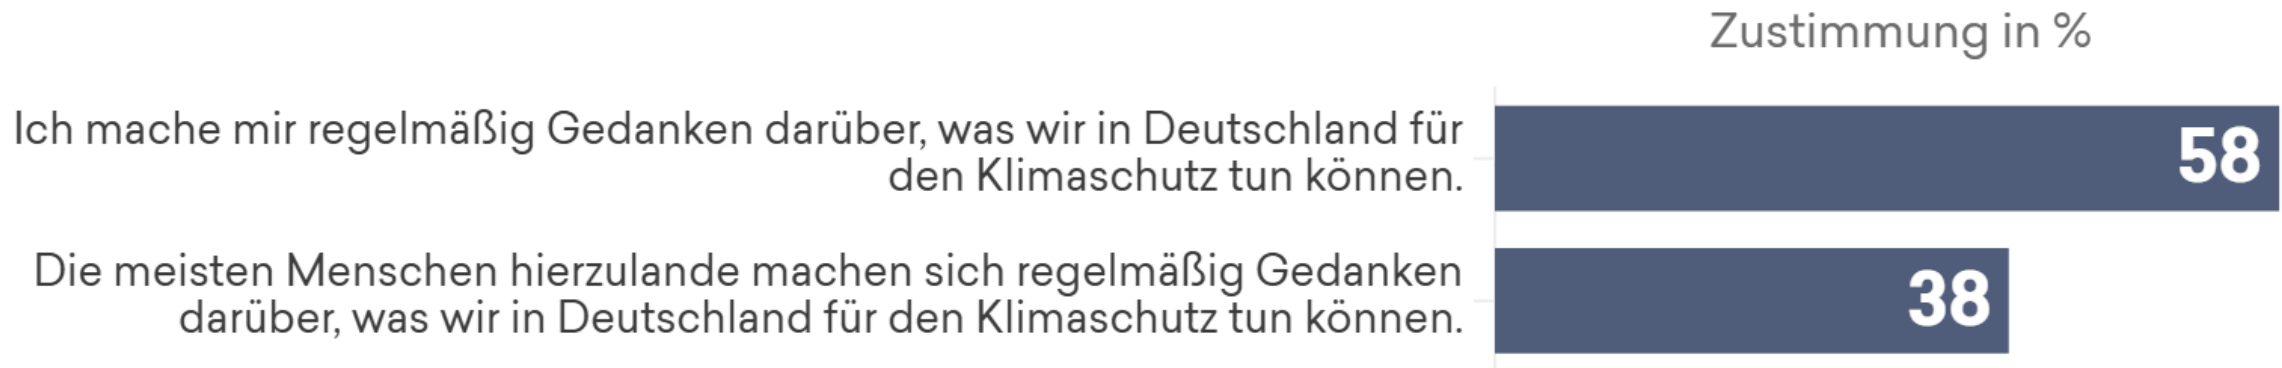 Zustimmung in %
Ich mache mir regelmäßig Gedanken darüber, was wir in Deutschland für
den Klimaschutz tun können.
58
Die meisten Menschen hierzulande machen sich regelmäßig Gedanken
darüber, was wir in Deutschland für den Klimaschutz tun können.
38